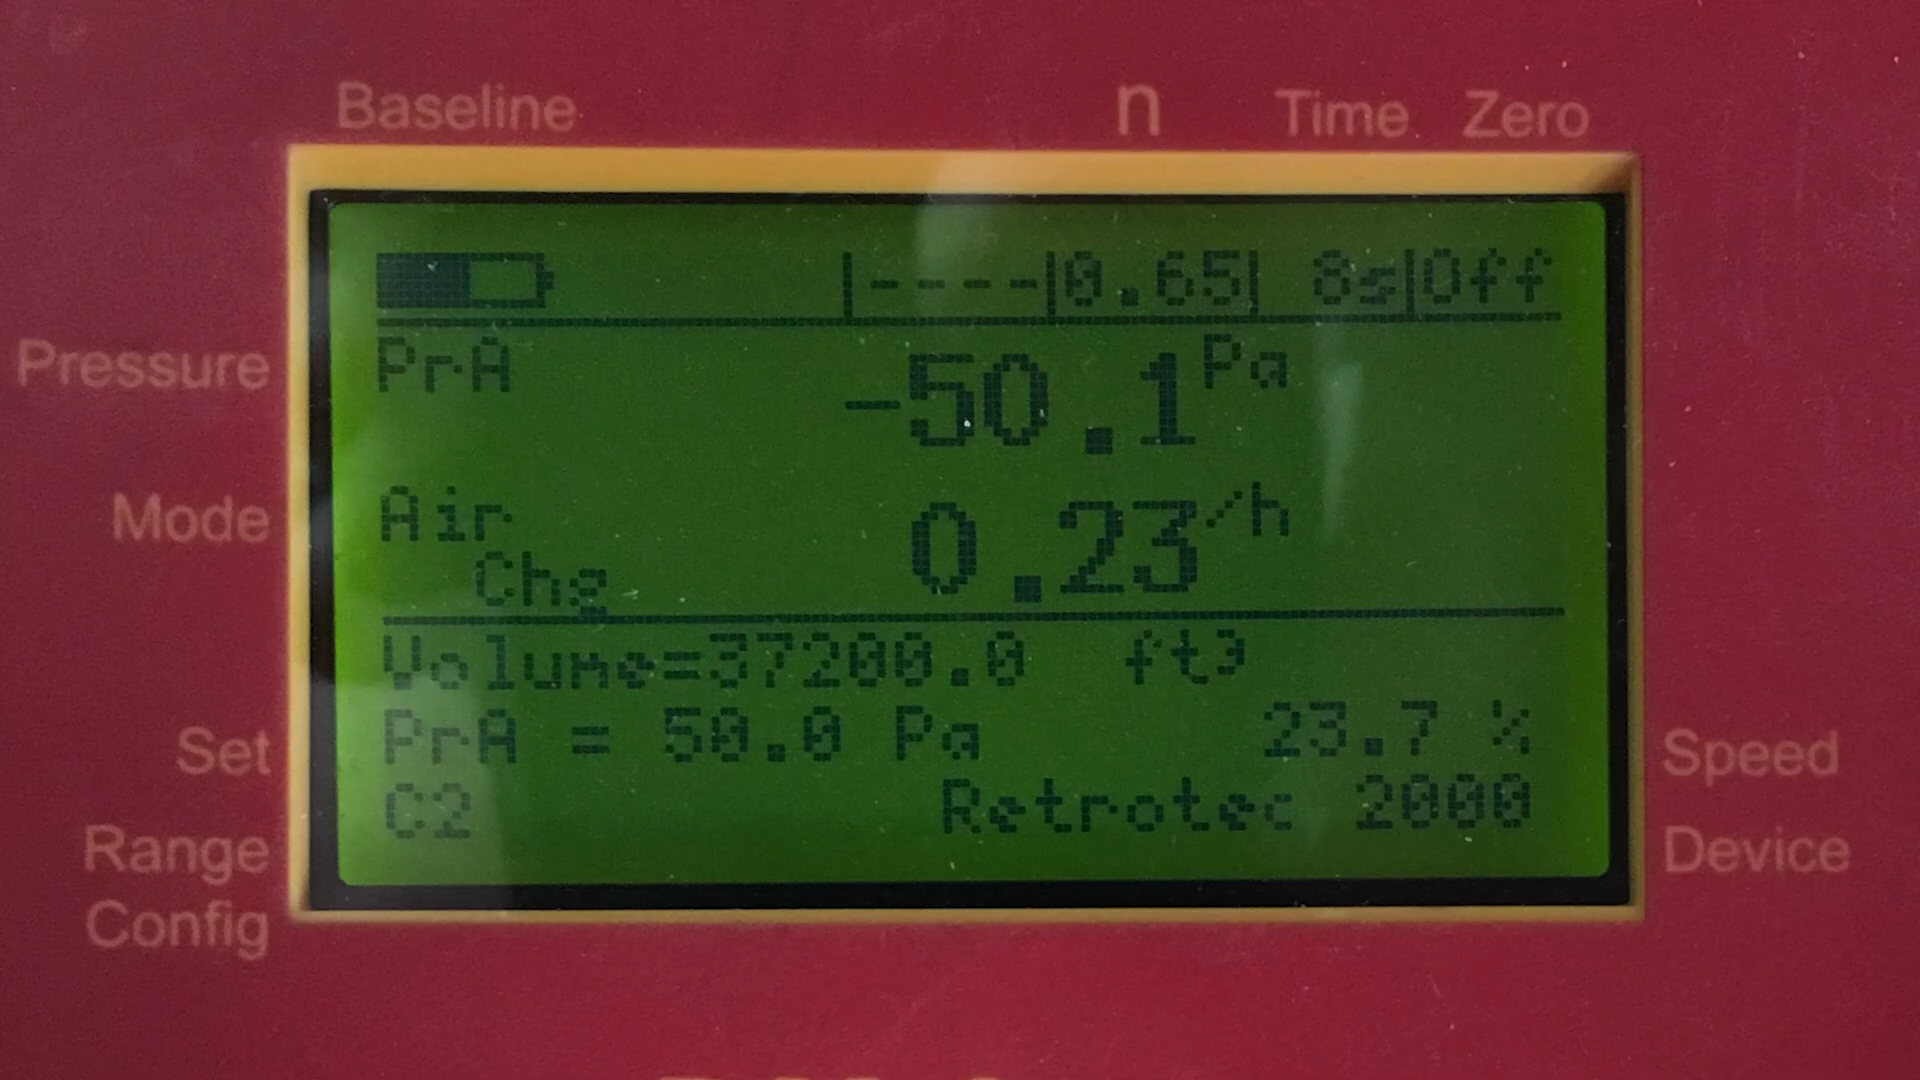 Baseline n Time Zero
|----|0.65| 8s|Off
Pressure PrA -50.1 Pa
Mode Air Chg 0.23 /h
Volume=37200.0 ft3
Set PrA = 50.0 Pa 23.7 % Speed
C2 Retrotec 2000
Range Device
Config